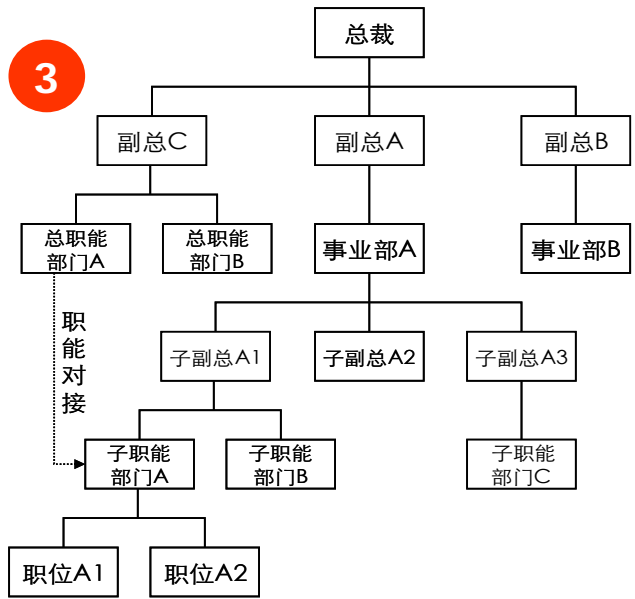 总裁
3
副总C
副总A
副总B
总职能
部门A
总职能
部门B
事业部A
事业部B
职
能
对
接
子副总A1
子副总A2
子副总A3
子职能
部门A
子职能
部门B
子职能
部门C
职位A1
职位A2